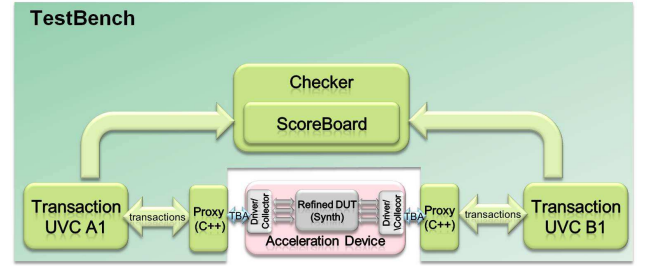 TestBench
Checker
ScoreBoard
Transaction
UVC A1
transactions
Proxy
(C++)
TBA
Driver/
Collector
Refined DUT
(Synth)
Driver/
\Collecor
TBA
Proxy
(C++)
transactions
Transaction
UVC B1
Acceleration Device